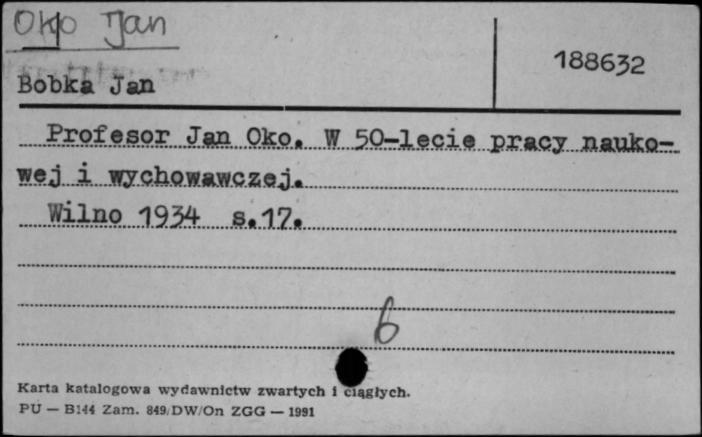 Oko Jan
188632
Bobka Jan
Profesor Jan Oko. W 50-lecie pracy nauko-
wej i wychowawczej.
Wilno 1934 s.17.
6
Karta katalogowa wydawnictw zwartych i ciągłych.
PU — B144 Zam. 849/DW/On ZGG — 1991